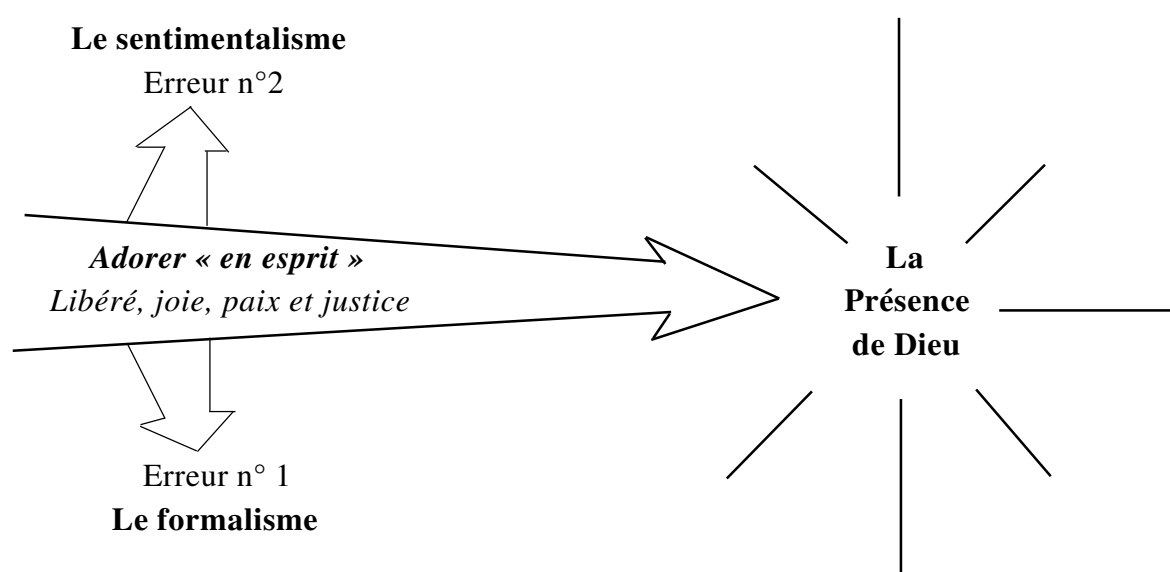 Le sentimentalisme
Erreur n°2
Adorer « en esprit »
Libéré, joie, paix et justice
La
Présence
de Dieu
Erreur n° 1
Le formalisme